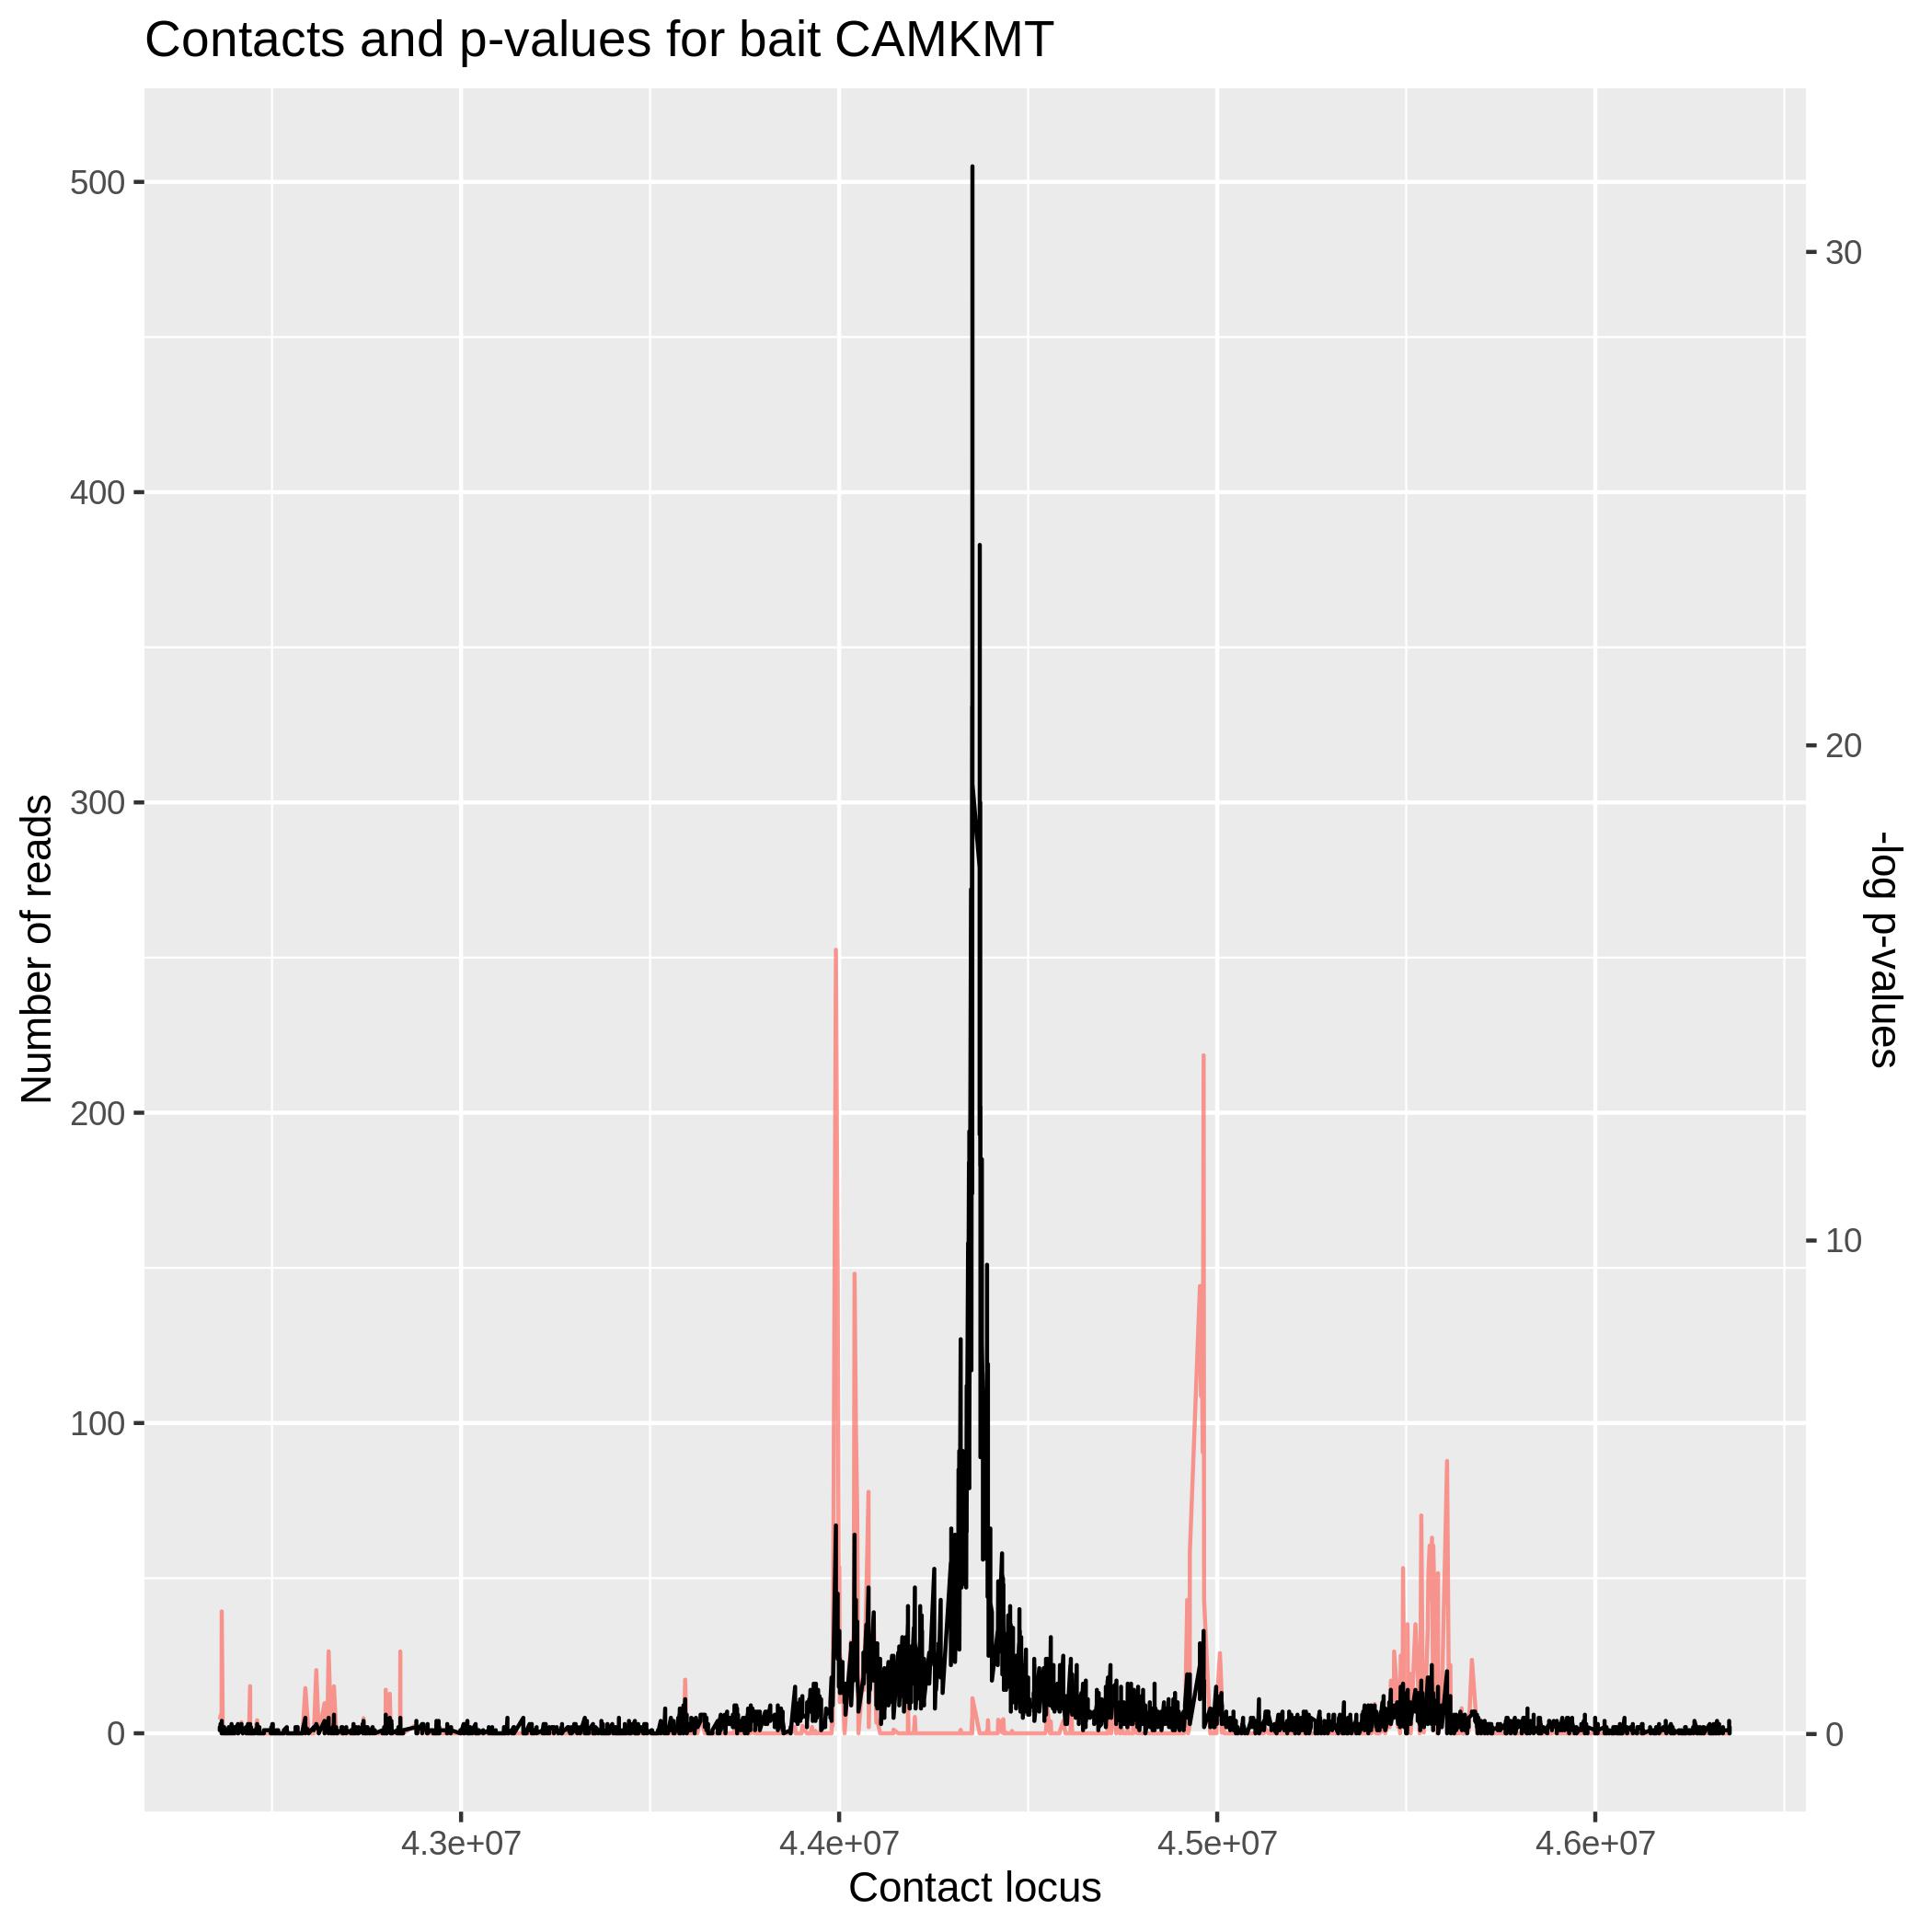 Contacts and p-values for bait CAMKMT
500
400
300
200
100
0
Number of reads
30
20
10
0
-log p-values
4.3e+07
4.4e+07
4.5e+07
4.6e+07
Contact locus